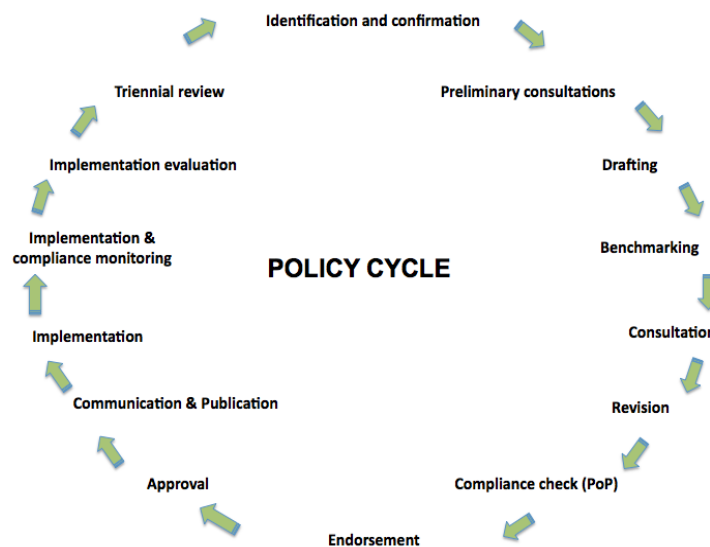 Identification and confirmation
Preliminary consultations
Drafting
Benchmarking
Consultation
Revision
Compliance check (PoP)
Endorsement
Approval
Communication & Publication
Implementation
Implementation &
compliance monitoring
Implementation evaluation
Triennial review
POLICY CYCLE